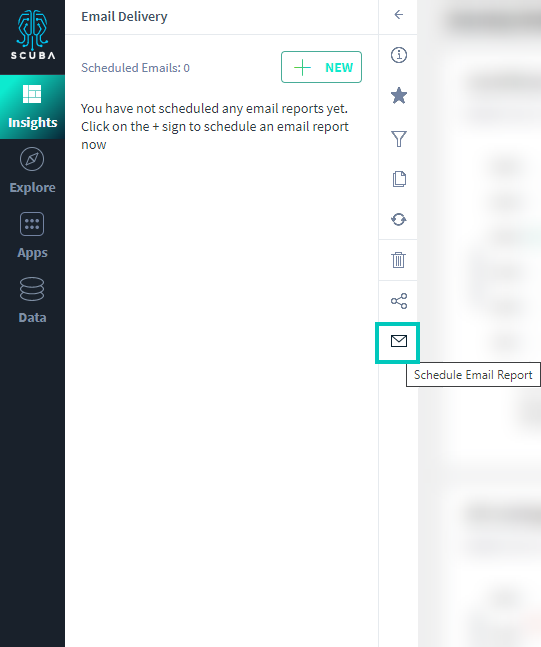 SCUBA
Insights
Explore
Apps
Data
Email Delivery
Scheduled Emails: 0
NEW
You have not scheduled any email reports yet.
Click on the + sign to schedule an email report
now
Schedule Email Report